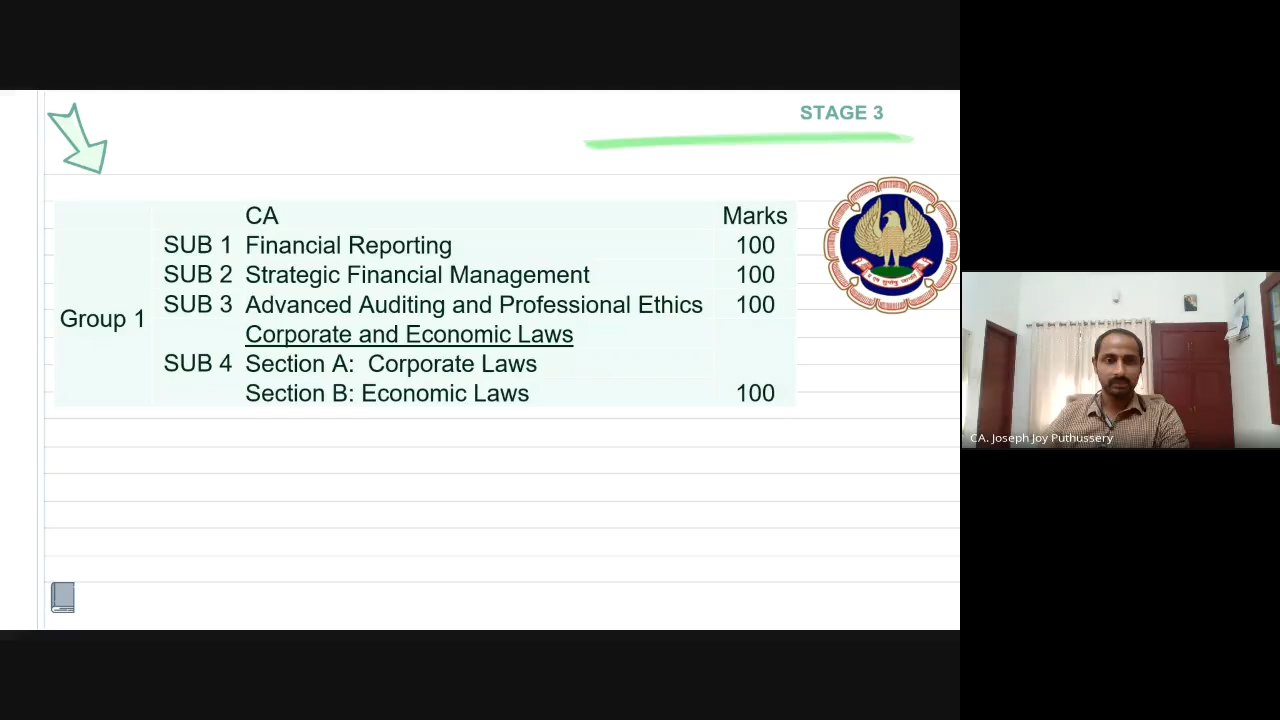 STAGE 3
CA Marks
SUB 1 Financial Reporting 100
SUB 2 Strategic Financial Management 100
SUB 3 Advanced Auditing and Professional Ethics 100
Group 1
Corporate and Economic Laws
SUB 4 Section A: Corporate Laws
Section B: Economic Laws 100
CA. Joseph Joy Puthussery